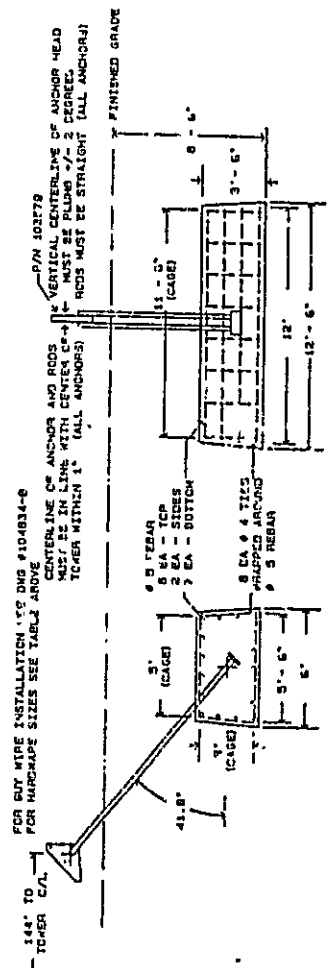 FOR GUY WIRE INSTALLATION SEE DWG #104834-B
FOR HARDWARE SIZES SEE TABLE ABOVE
144' TO
TOWER C/L
CENTERLINE OF ANCHOR AND RODS
MUST BE IN LINE WITH CENTER OF
TOWER WITHIN 1" (ALL ANCHORS)
P/N 103279
VERTICAL CENTERLINE OF ANCHOR HEAD
MUST BE PLUMB +/- 2 DEGREES
RODS MUST BE STRAIGHT (ALL ANCHORS)
FINISHED GRADE
41.8°
5'
(CAGE)
(CAGE)
5'-6"
6'
# 5 REBAR
8 EA - TOP
2 EA - SIDES
7 EA - BOTTOM
8 EA # 4 TIES
WRAPPED AROUND
# 5 REBAR
(CAGE)
12'
12'-6"
8 - 6"
3'-6"